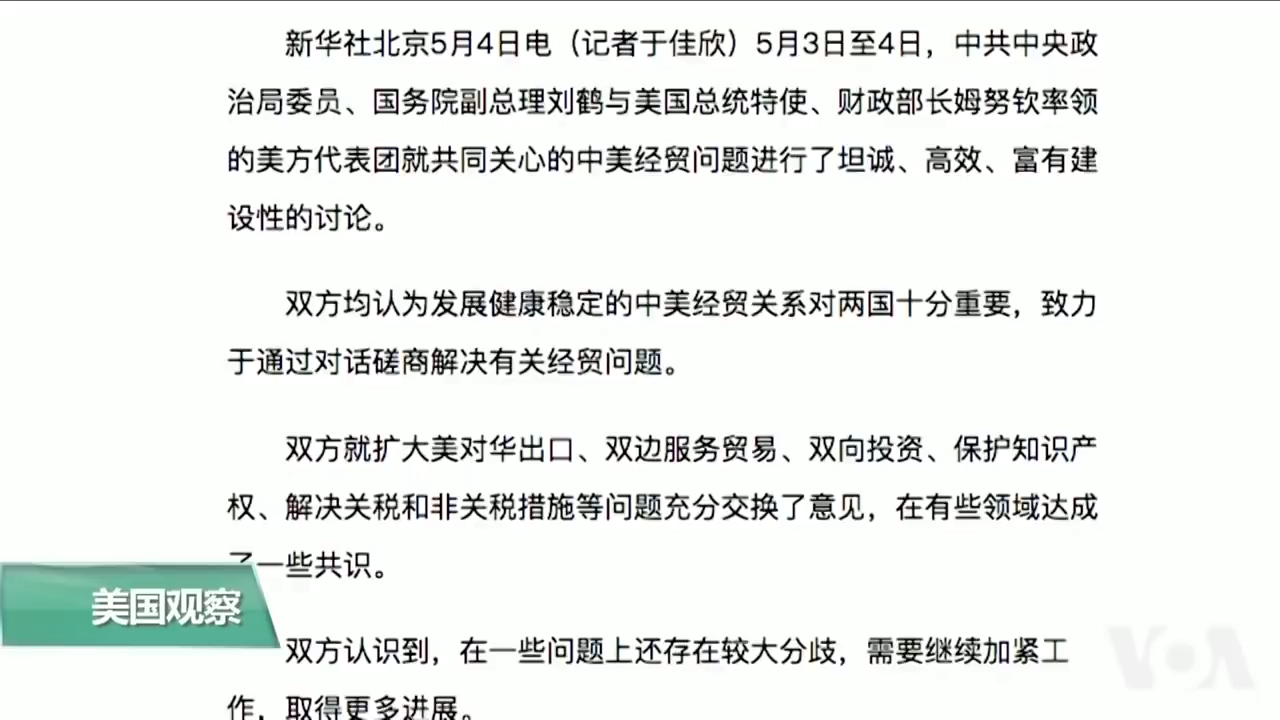 新华社北京5月4日电（记者于佳欣）5月3日至4日，中共中央政
治局委员、国务院副总理刘鹤与美国总统特使、财政部长姆努钦率领
的美方代表团就共同关心的中美经贸问题进行了坦诚、高效、富有建
设性的讨论。
双方均认为发展健康稳定的中美经贸关系对两国十分重要，致力
于通过对话磋商解决有关经贸问题。
双方就扩大美对华出口、双边服务贸易、双向投资、保护知识产
权、解决关税和非关税措施等问题充分交换了意见，在有些领域达成
了一些共识。
美国观察
双方认识到，在一些问题上还存在较大分歧，需要继续加紧工
作，取得更多进展。
VOA